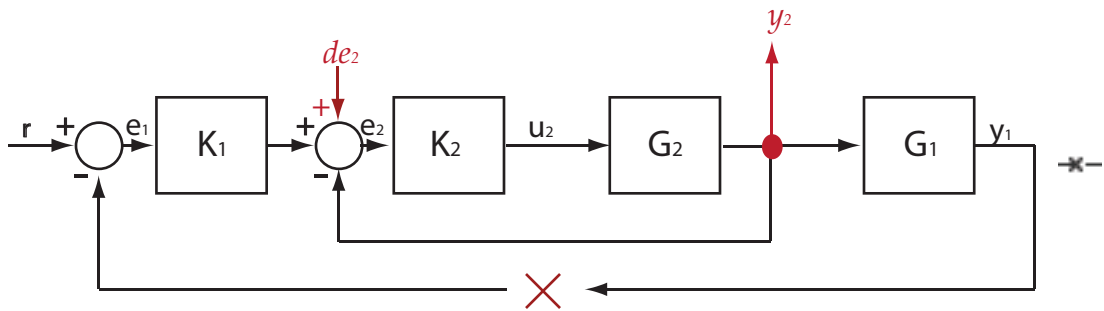 y₂
de₂
+
r + e₁ K₁ + e₂ K₂ u₂ G₂ G₁ y₁
- -